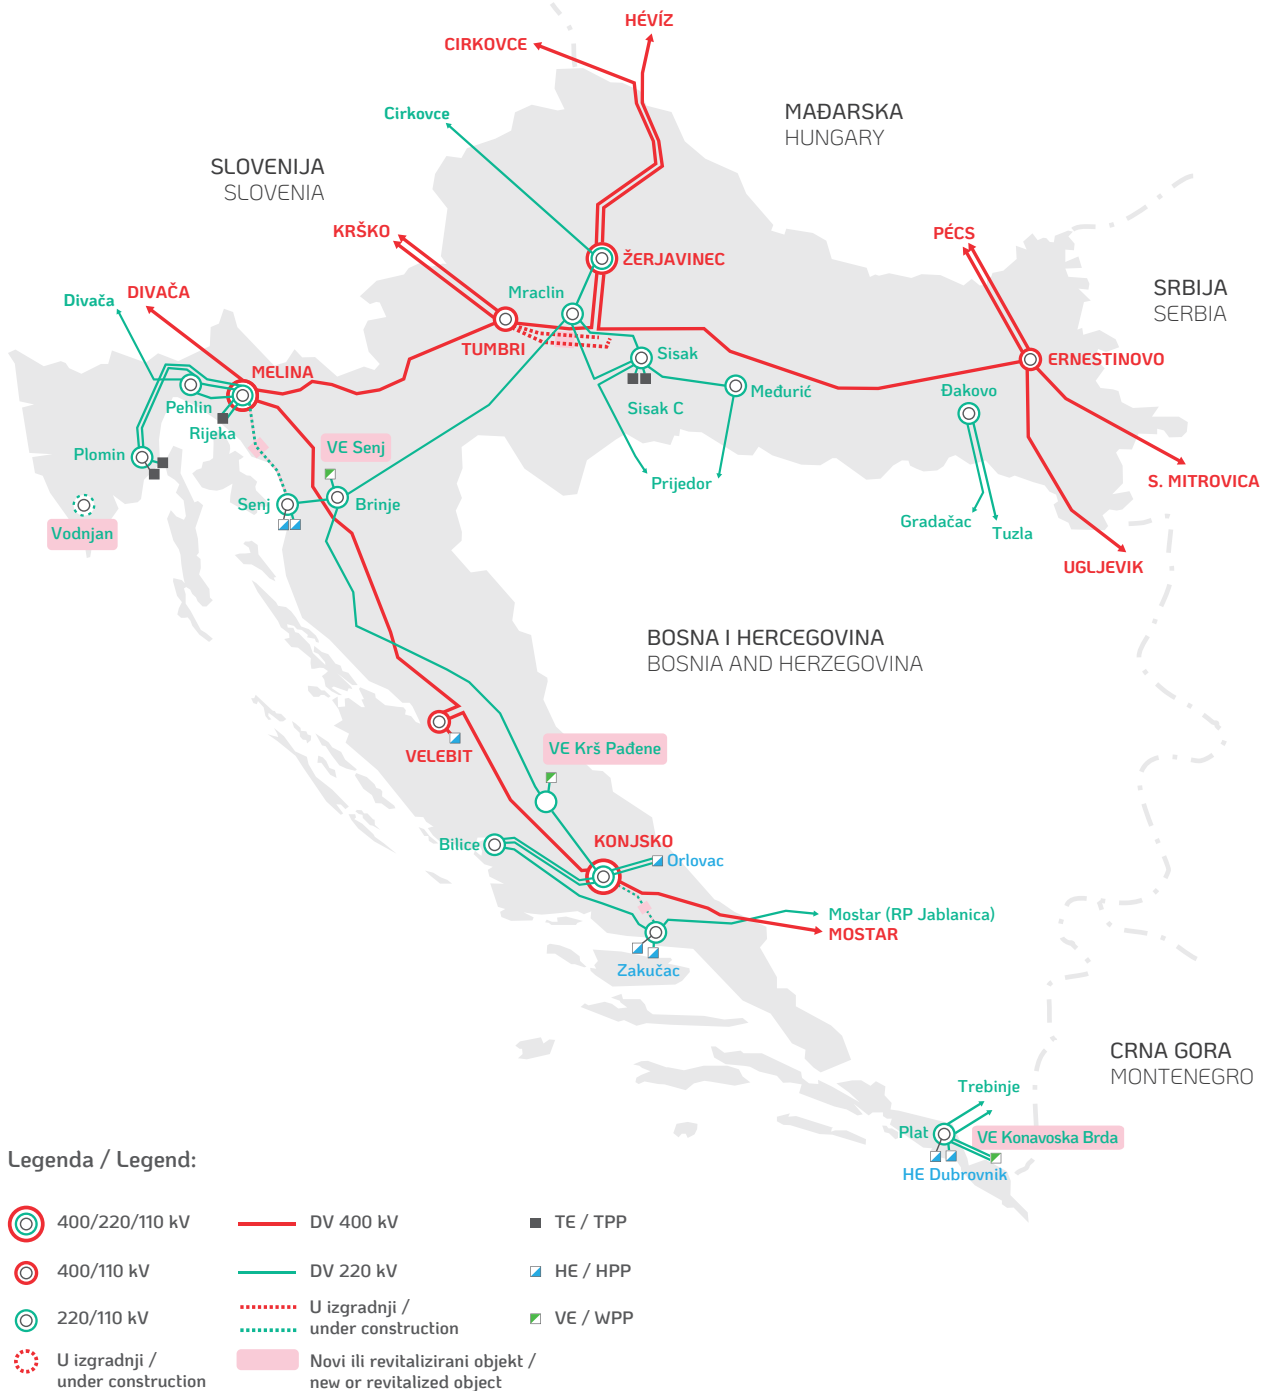 HÉVÍZ
CIRKOVCE
Cirkovce
MAĐARSKA
HUNGARY
SLOVENIJA
SLOVENIA
KRŠKO
PÉCS
ŽERJAVINEC
SRBIJA
SERBIA
Divača
DIVAČA
Mraclin
TUMBRI
Sisak
ERNESTINOVO
MELINA
Međurić
Đakovo
Pehlin
Sisak C
Rijeka
VE Senj
Plomin
Prijedor
S. MITROVICA
Senj
Brinje
Gradačac
Tuzla
Vodnjan
UGLJEVIK
BOSNA I HERCEGOVINA
BOSNIA AND HERZEGOVINA
VELEBIT
VE Krš Pađene
KONJSKO
Bilice
Orlovac
Mostar (RP Jablanica)
MOSTAR
Zakučac
CRNA GORA
MONTENEGRO
Trebinje
Plat
VE Konavoska Brda
HE Dubrovnik
Legenda / Legend:
400/220/110 kV
DV 400 kV
TE / TPP
400/110 kV
DV 220 kV
HE / HPP
220/110 kV
U izgradnji /
under construction
VE / WPP
U izgradnji /
under construction
Novi ili revitalizirani objekt /
new or revitalized object